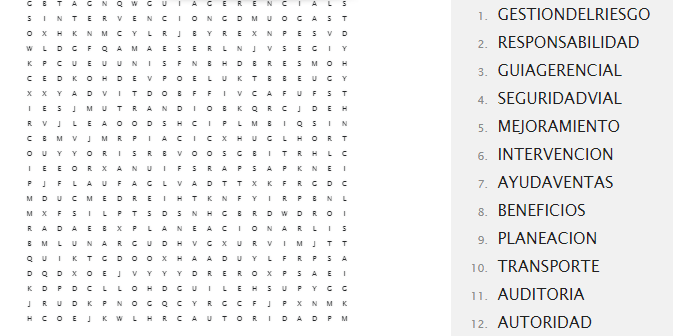 G B T A G N Q W G U I A G E R E N C I A L S
S I N T E R V E N C I O N G D M U O G A S T
O X H K N M C Y L R J B Y R E X N P E S V D
W L D G F Q A M A E S E R L N J V S E G I Y
K P C U E U U N I S F N B H D B R E S M O H
C E D K O H D E V P O E L U K T B B E U G Y
X X Y A D V I T D O B F F I V C A F U F S T
I E S J M U T R A N D I O B K Q R C J D E H
R V J L E A O O D S H C I P L M B I Q S I N
C B M V J M R P I A C I C X H U G L H O R T
O U Y Y O R I S R B V O O S G B I T R H L C
I E E O R X A N U I F S R A P S A P K N E I
P J F L A U F A G L V A D T T X K F R G D C
M D U C M E D R E I H T K N F Y I R P B N L
M X F S I L P T S D S N H G B R D W D R O I
R A D A E B X P L A N E A C I O N A R L I S
B M L U N A R G U D H V G X U R V I M J T T
Q U I K T G D O O X H A A D U Y L F R P S A
D Q D X O E J V Y Y Y D R E R O X P S A E I
K D P D C L L O H D G U I L E H S U P Y G G
J R U D K P N O G Q C Y R G C F J P X N M K
H C O E J K W L H R C A U T O R I D A D P M
1. GESTIONDELRIESGO
2. RESPONSABILIDAD
3. GUIAGERENCIAL
4. SEGURIDADVIAL
5. MEJORAMIENTO
6. INTERVENCION
7. AYUDAVENTAS
8. BENEFICIOS
9. PLANEACION
10. TRANSPORTE
11. AUDITORIA
12. AUTORIDAD